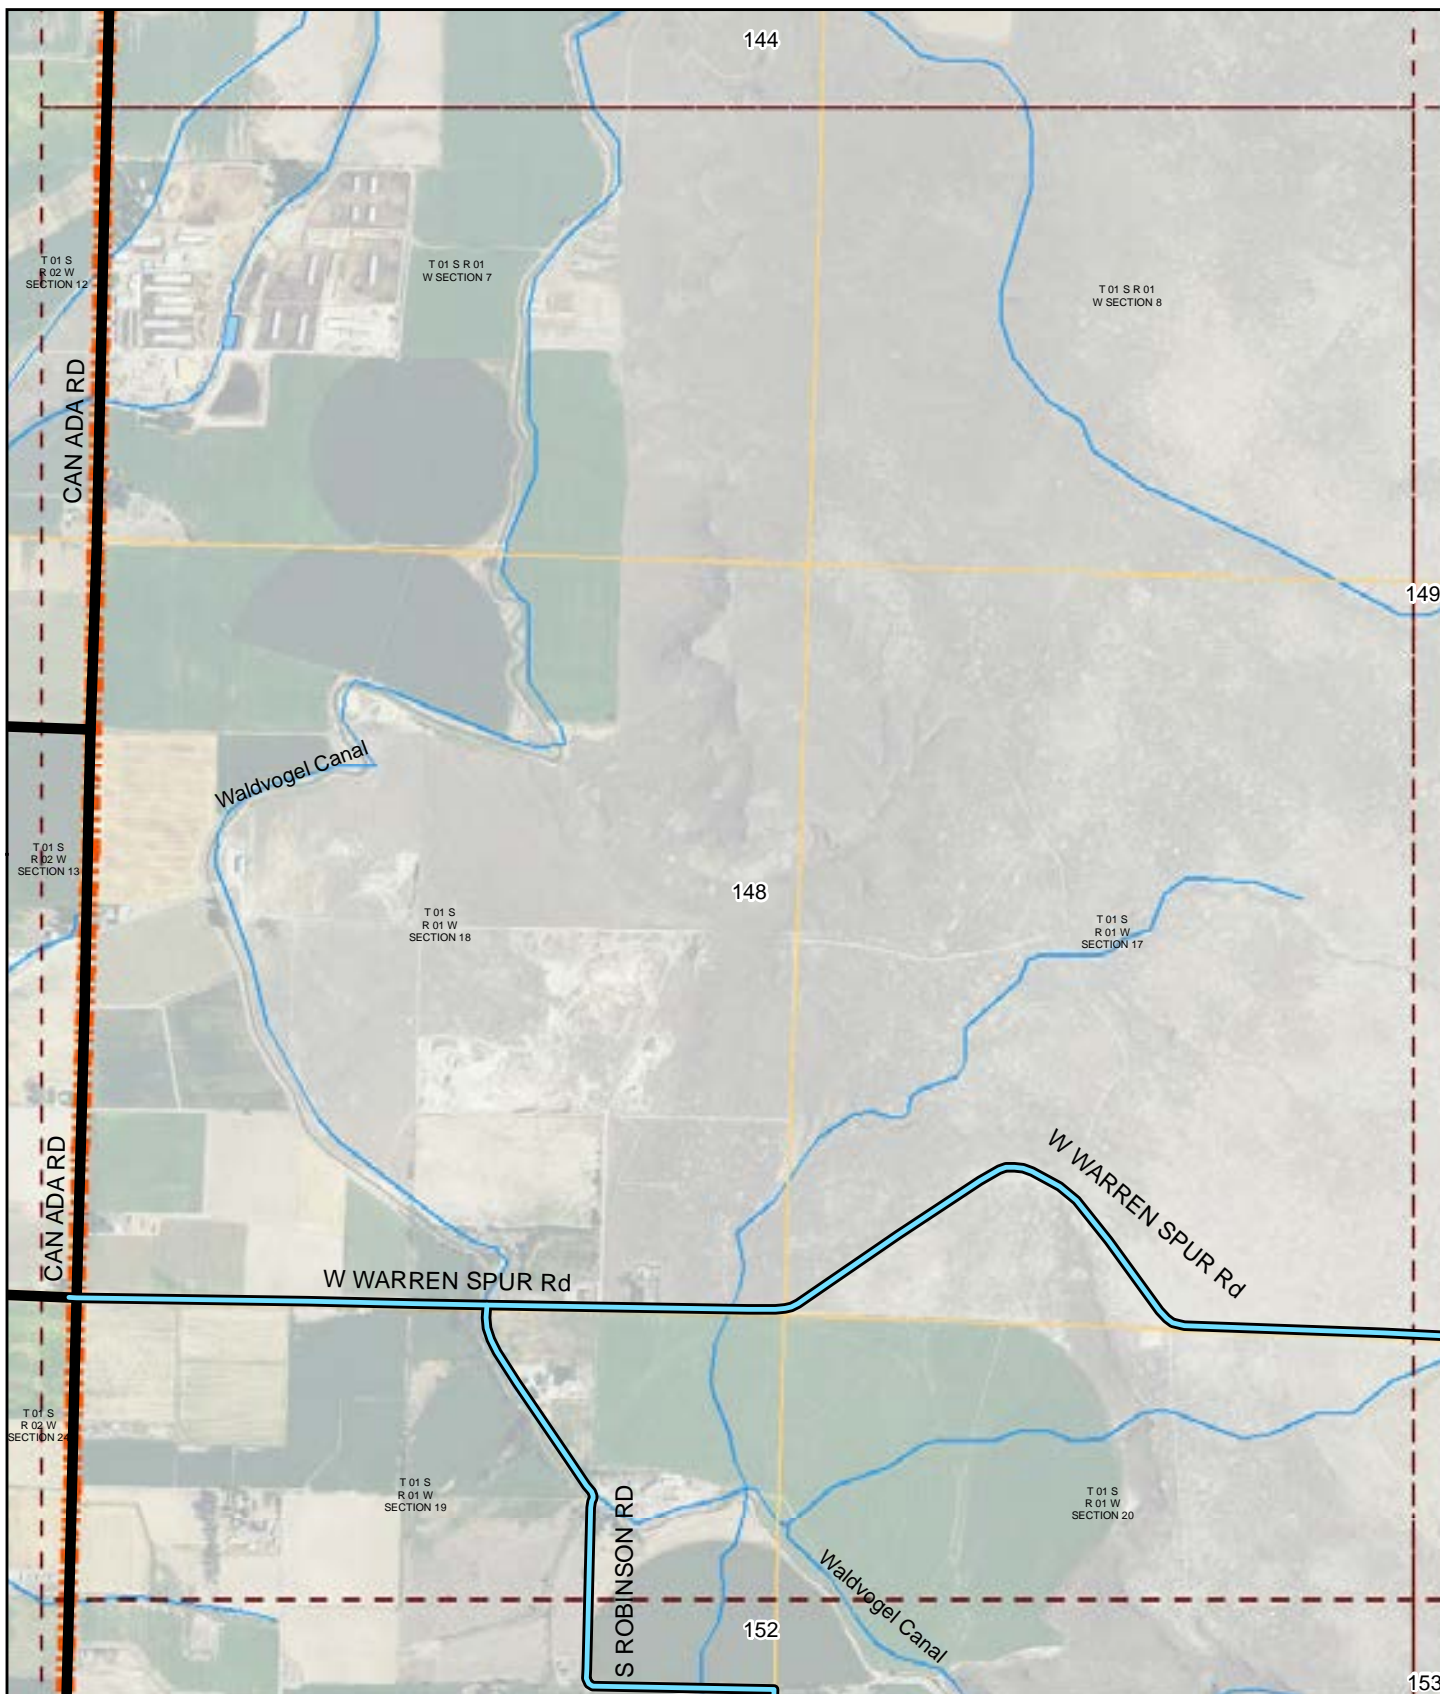 144
T 01 S
R 02 W
SECTION 12
T 01 S R 01
W SECTION 7
T 01 S R 01
W SECTION 8
CAN ADA RD
149
Waldvogel Canal
T 01 S
R 02 W
SECTION 13
148
T 01 S
R 01 W
SECTION 18
T 01 S
R 01 W
SECTION 17
CAN ADA RD
W WARREN SPUR Rd
W WARREN SPUR Rd
T 01 S
R 02 W
SECTION 24
T 01 S
R 01 W
SECTION 19
S ROBINSON RD
T 01 S
R 01 W
SECTION 20
Waldvogel Canal
152
153